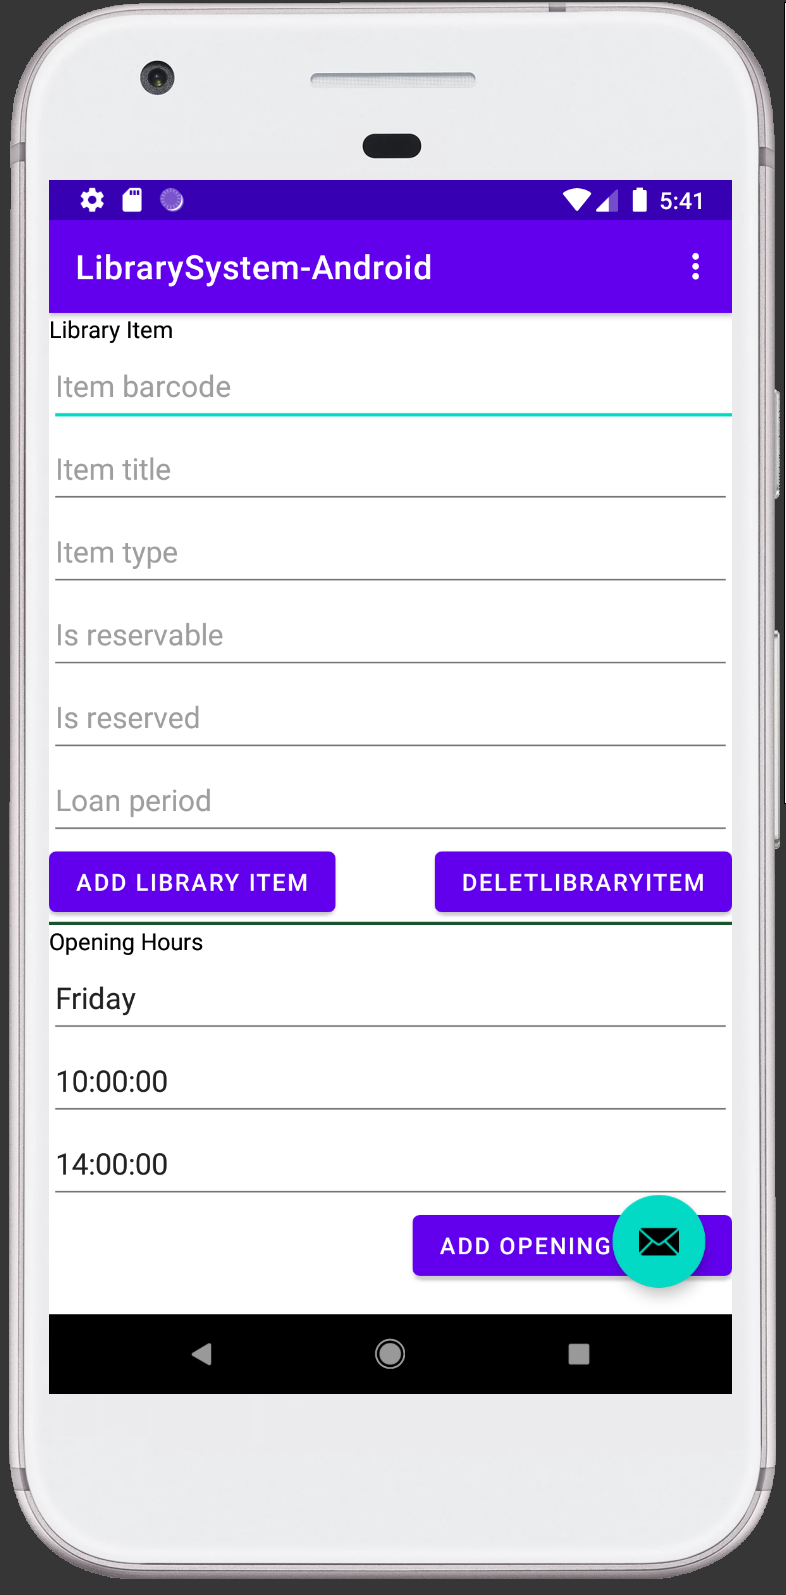 5:41
LibrarySystem-Android
Library Item
Item barcode
Item title
Item type
Is reservable
Is reserved
Loan period
ADD LIBRARY ITEM DELETLIBRARYITEM
Opening Hours
Friday
10:00:00
14:00:00
ADD OPENING